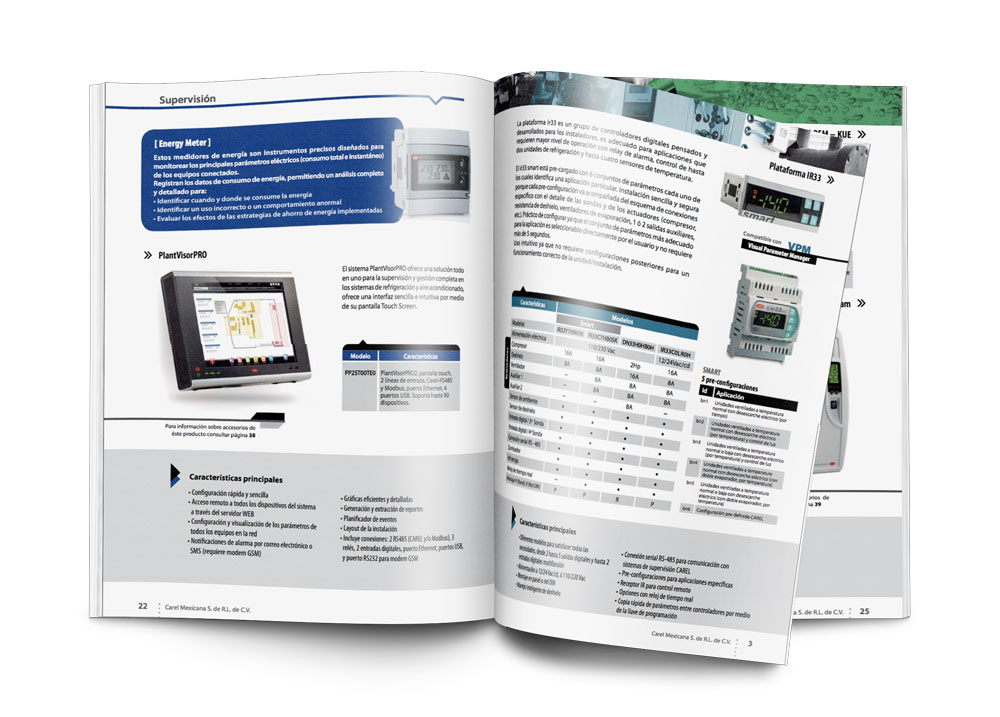 Supervisión
[ Energy Meter ]
Estos medidores de energía son instrumentos precisos diseñados para
monitorear los principales parámetros eléctricos (consumo total e instantáneo)
de los equipos conectados.
Registran los datos de consumo de energía, permitiendo un análisis completo
y detallado para:
• Identificar cuando y donde se consume la energía
• Identificar un uso incorrecto o un comportamiento anormal
• Evaluar los efectos de las estrategias de ahorro de energía implementadas
PlantVisorPRO
El sistema PlantVisorPRO ofrece una solución todo
en uno para la supervisión y gestión completa en
los sistemas de refrigeración y aire acondicionado,
ofrece una interfaz sencilla e intuitiva por medio
de su pantalla Touch Screen.
Modelo Características
PP2ST00TE0 PlantVisorPRO2, pantalla touch,
2 líneas de entrada, Carel-RS485
y Modbus, puerto Ethernet, 4
puertos USB. Soporta hasta 90
dispositivos.
Para información sobre accesorios de
éste producto consultar página 38
Características principales
• Configuración rápida y sencilla
• Acceso remoto a todos los dispositivos del sistema
a través del servidor WEB
• Configuración y visualización de los parámetros de
todos los equipos en la red
• Notificaciones de alarma por correo electrónico o
SMS (requiere modem GSM)
• Gráficas eficientes y detalladas
• Generación y extracción de reportes
• Planificador de eventos
• Layout de la instalación
• Incluye conexiones: 2 RS485 (CAREL y/o Modbus), 3
relés, 2 entradas digitales, puerto Ethernet, puertos USB,
y puerto RS232 para modem GSM
22 Carel Mexicana S. de R.L. de C.V.
La plataforma Ir33 es un grupo de controladores digitales pensados y
desarrollados para los instaladores, es adecuado para aplicaciones que
requieren mayor nivel de operación con relay de alarma, control de hasta
dos unidades de refrigeración y hasta cuatro sensores de temperatura.
El Ir33 smart está pre-cargado con 6 conjuntos de parámetros cada uno de
los cuales identifica una aplicación particular. Instalación sencilla y segura
porque cada pre-configuración va acompañada del esquema de conexiones
específico con el detalle de las sondas y de los actuadores (compresor,
resistencia de deshielo, ventiladores de evaporación, 1 ó 2 salidas auxiliares,
etc). Práctico de configurar ya que el conjunto de parámetros más adecuado
para la aplicación es seleccionable directamente por el usuario y no requiere
más de 5 segundos.
Uso intuitivo ya que no requiere configuraciones posteriores para un
funcionamiento correcto de la unidad/instalación.
Plataforma IR33
smart
Compatible con VPM
Visual Parameter Manager
Características Modelos
Smart
Modelos IR33F7HB0SK IR33C7HB0SK DN33H0HB0H IR33C0LR0H
Alimentación eléctrica 110/230 Vac 12/24Vac/cd
Compresor 16A 16A 2Hp 16A
Deshielo – 8A 8A 8A
Ventilador – 8A 8A 8A
Auxiliar 1 – 8A
Auxiliar 2 – – 8A –
Sensor de ambiente • • • •
Sensor de deshielo • • • •
Conexión serial RS - 485
Zumbador
Infrarrojo
Reloj de tiempo real
P P R P
SMART
5 pre-configuraciones
Id Aplicación
bn1 Unidades ventiladas a temperatura
normal con desescarche eléctrico (por
tiempo)
bn2 Unidades ventiladas a temperatura
normal con desescarche eléctrico
(por temperatura) y control de luz
bn3 Unidades ventiladas a temperatura
normal o baja con desescarche eléctrico
(por temperatura) y control de luz
bn4 Unidades ventiladas a temperatura
normal con desescarche eléctrico (con
doble evaporador, por temperatura)
bn5 Unidades ventiladas a temperatura
normal o baja con desescarche
eléctrico (con doble evaporador, por
temperatura)
bn6 Configuración pre-definida CAREL
Características principales
• Diferentes modelos para satisfacer todas las
necesidades, desde 2 hasta 5 salidas digitales y hasta 2
entradas digitales multifunción
• Alimentación a 12/24 Vac/cd, ó 110/220 Vac
• Montaje en panel o riel DIN
• Manejo inteligente de deshielo
• Conexión serial RS-485 para comunicación con
sistemas de supervisión CAREL
• Pre-configuraciones para aplicaciones específicas
• Receptor IR para control remoto
• Opciones con reloj de tiempo real
• Copia rápida de parámetros entre controladores por medio
de la llave de programación
Carel Mexicana S. de R.L. de C.V. 3
– KUE
am
39
na S. de R.L. de C.V. 25